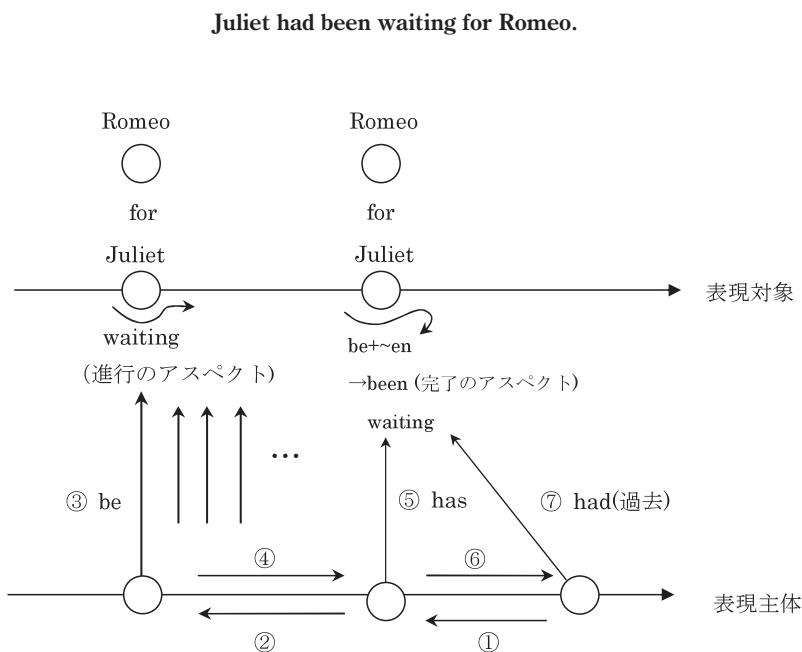 Juliet had been waiting for Romeo.
Romeo Romeo
for for
Juliet Juliet
表現対象
waiting
be+~en
(進行のアスペクト)
→been (完了のアスペクト)
waiting
…
③ be
⑤ has
⑦ had(過去)
④ ⑥
表現主体
② ①